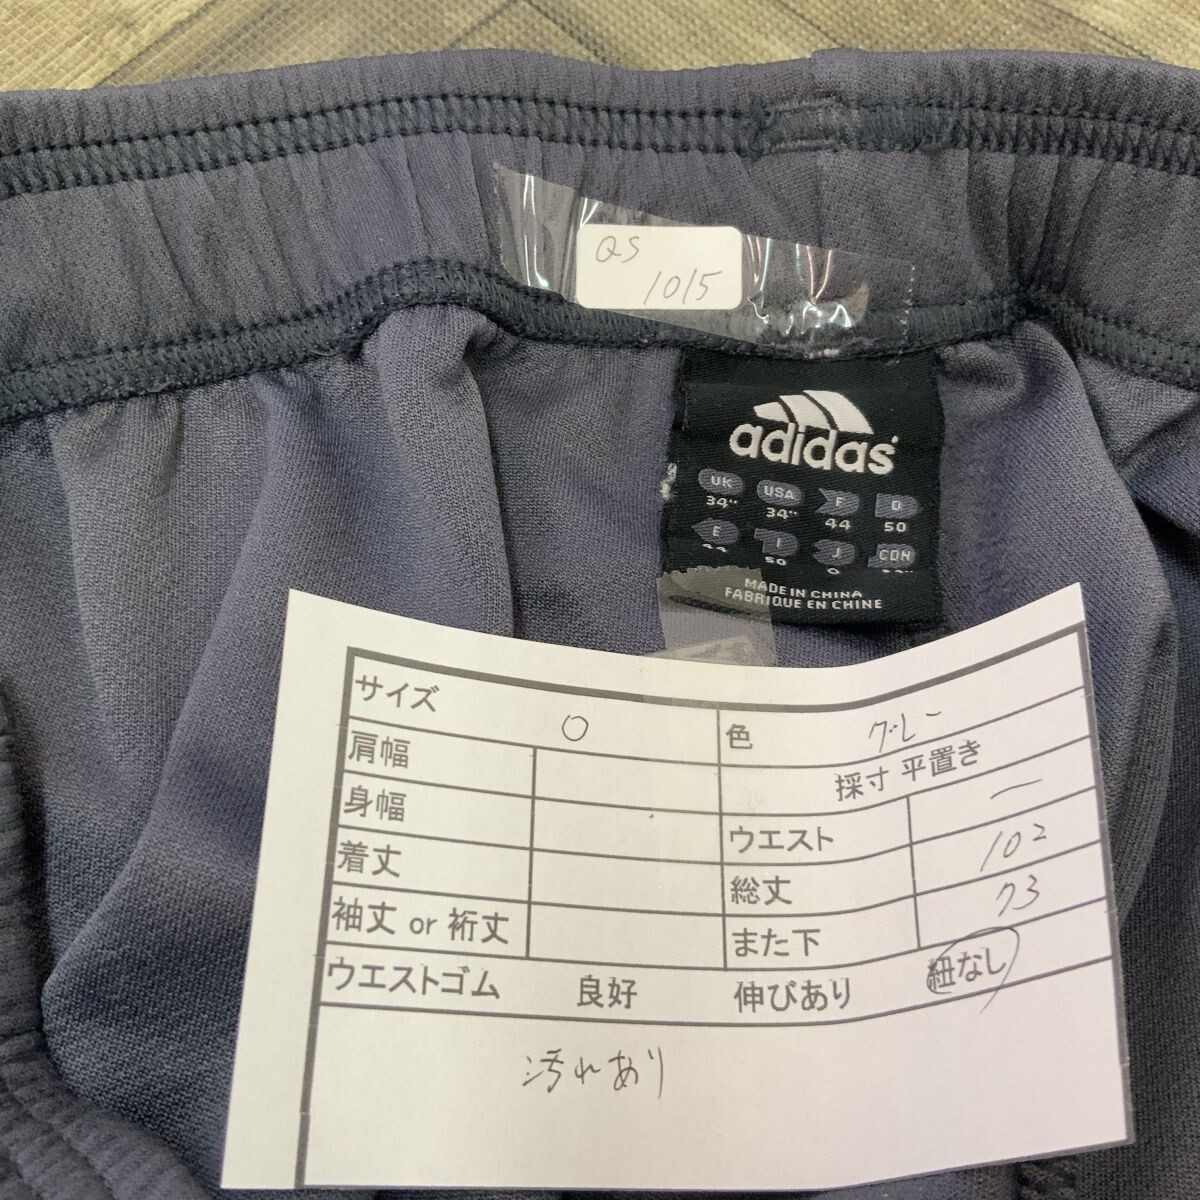 QS
1015
adidas
UK USA F D
34" 34" 44 50
E I J CDN
44 50 O
MADE IN CHINA
FABRIQUE EN CHINE
サイズ O 色 グレー
肩幅 採寸 平置き
身幅 ウエスト ー
着丈 総丈 102
袖丈 or 裄丈 また下 73
ウエストゴム 良好 伸びあり 紐なし
汚れあり